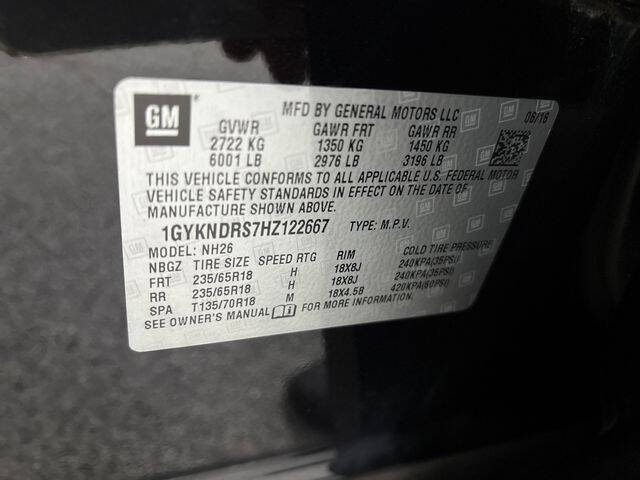 GM
MFD BY GENERAL MOTORS LLC 08/16
GVWR GAWR FRT GAWR RR
2722 KG 1350 KG 1450 KG
6001 LB 2976 LB 3196 LB
THIS VEHICLE CONFORMS TO ALL APPLICABLE U.S. FEDERAL MOTOR
VEHICLE SAFETY STANDARDS IN EFFECT ON THE DATE OF
MANUFACTURE SHOWN ABOVE.
1GYKNDRS7HZ122667 TYPE: M.P.V.
MODEL: NH26
NBGZ TIRE SIZE SPEED RTG RIM COLD TIRE PRESSURE
FRT 235/65R18 H 18X8J 240KPA(35PSI)
RR 235/65R18 H 18X8J 240KPA(35PSI)
SPA T135/70R18 M 18X4.5B 420KPA(60PSI)
SEE OWNER'S MANUAL FOR MORE INFORMATION.